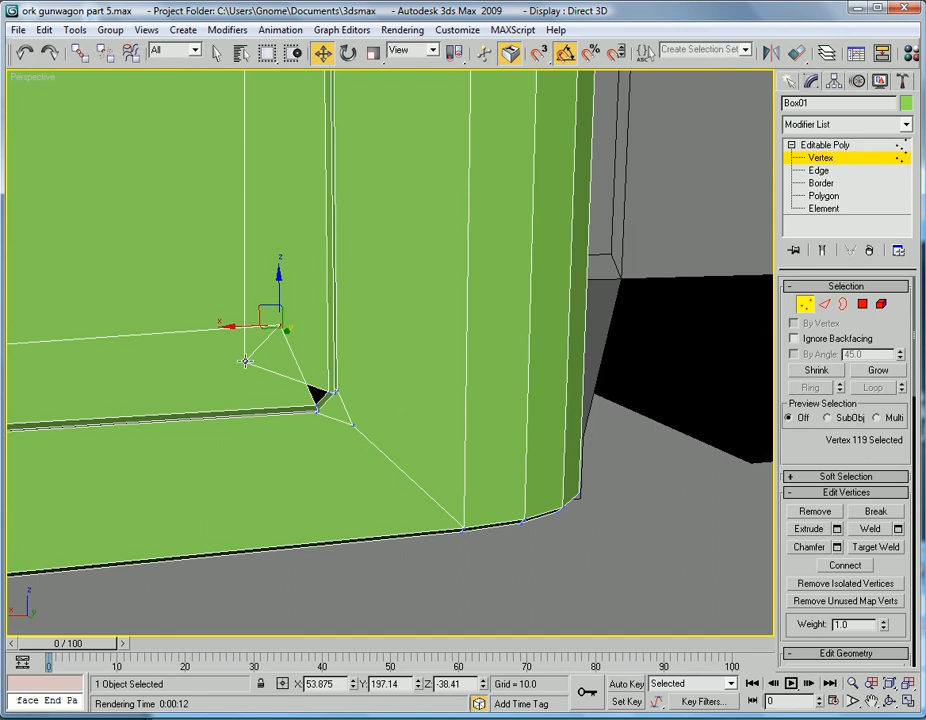 ork gunwagon part 5.max - Project Folder: C:\Users\Gnome\Documents\3dsmax - Autodesk 3ds Max 2009 - Display : Direct 3D
File Edit Tools Group Views Create Modifiers Animation Graph Editors Rendering Customize MAXScript Help
All View Create Selection Set
Perspective
Box01
Modifier List
Editable Poly
Vertex
Edge
Border
Polygon
Element
- Selection
By Vertex
Ignore Backfacing
By Angle: 45.0
Shrink Grow
Ring Loop
Preview Selection
Off SubObj Multi
Vertex 119 Selected
+ Soft Selection
- Edit Vertices
Remove Break
Extrude Weld
Chamfer Target Weld
Connect
Remove Isolated Vertices
Remove Unused Map Verts
Weight: 1.0
- Edit Geometry
z
x
y
z
x
y
< 0 / 100 >
0 10 20 30 40 50 60 70 80 90 100
1 Object Selected X: 53.875 Y: 197.14 Z: -38.41 Grid = 10.0 Auto Key Selected
face End Pa Rendering Time 0:00:12 Add Time Tag Set Key Key Filters... 0